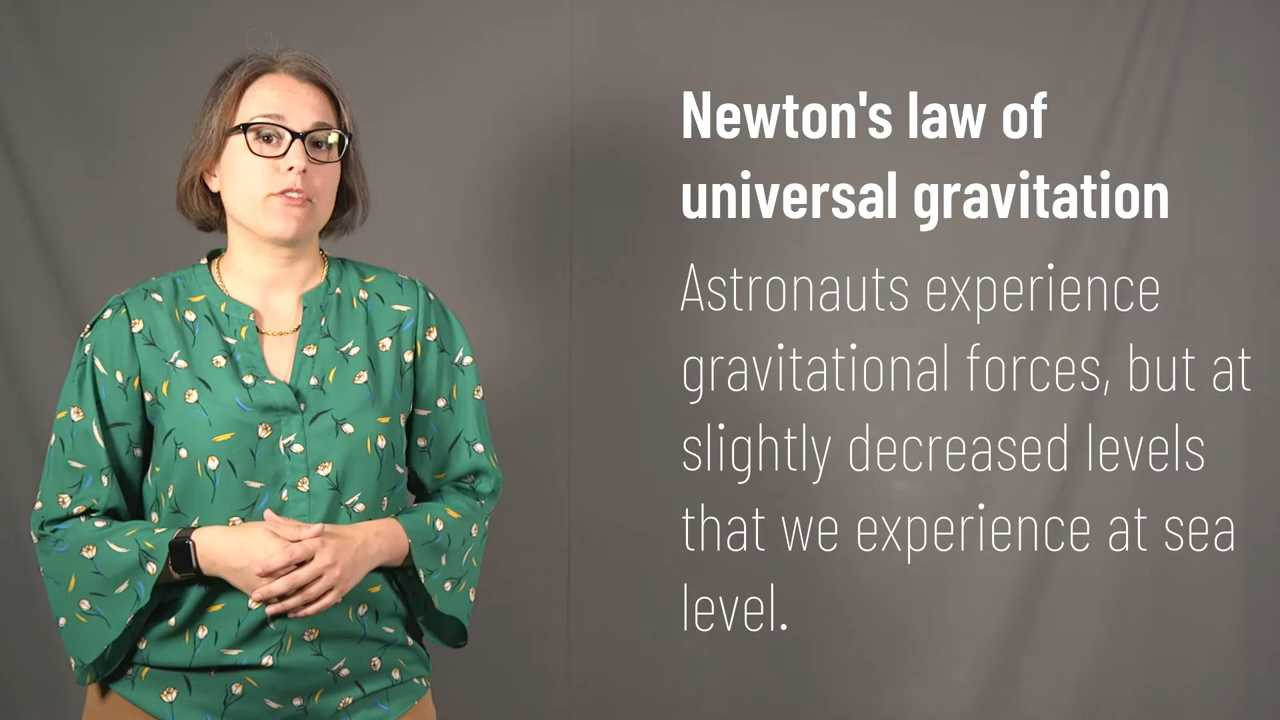 Newton's law of
universal gravitation
Astronauts experience
gravitational forces, but at
slightly decreased levels
that we experience at sea
level.